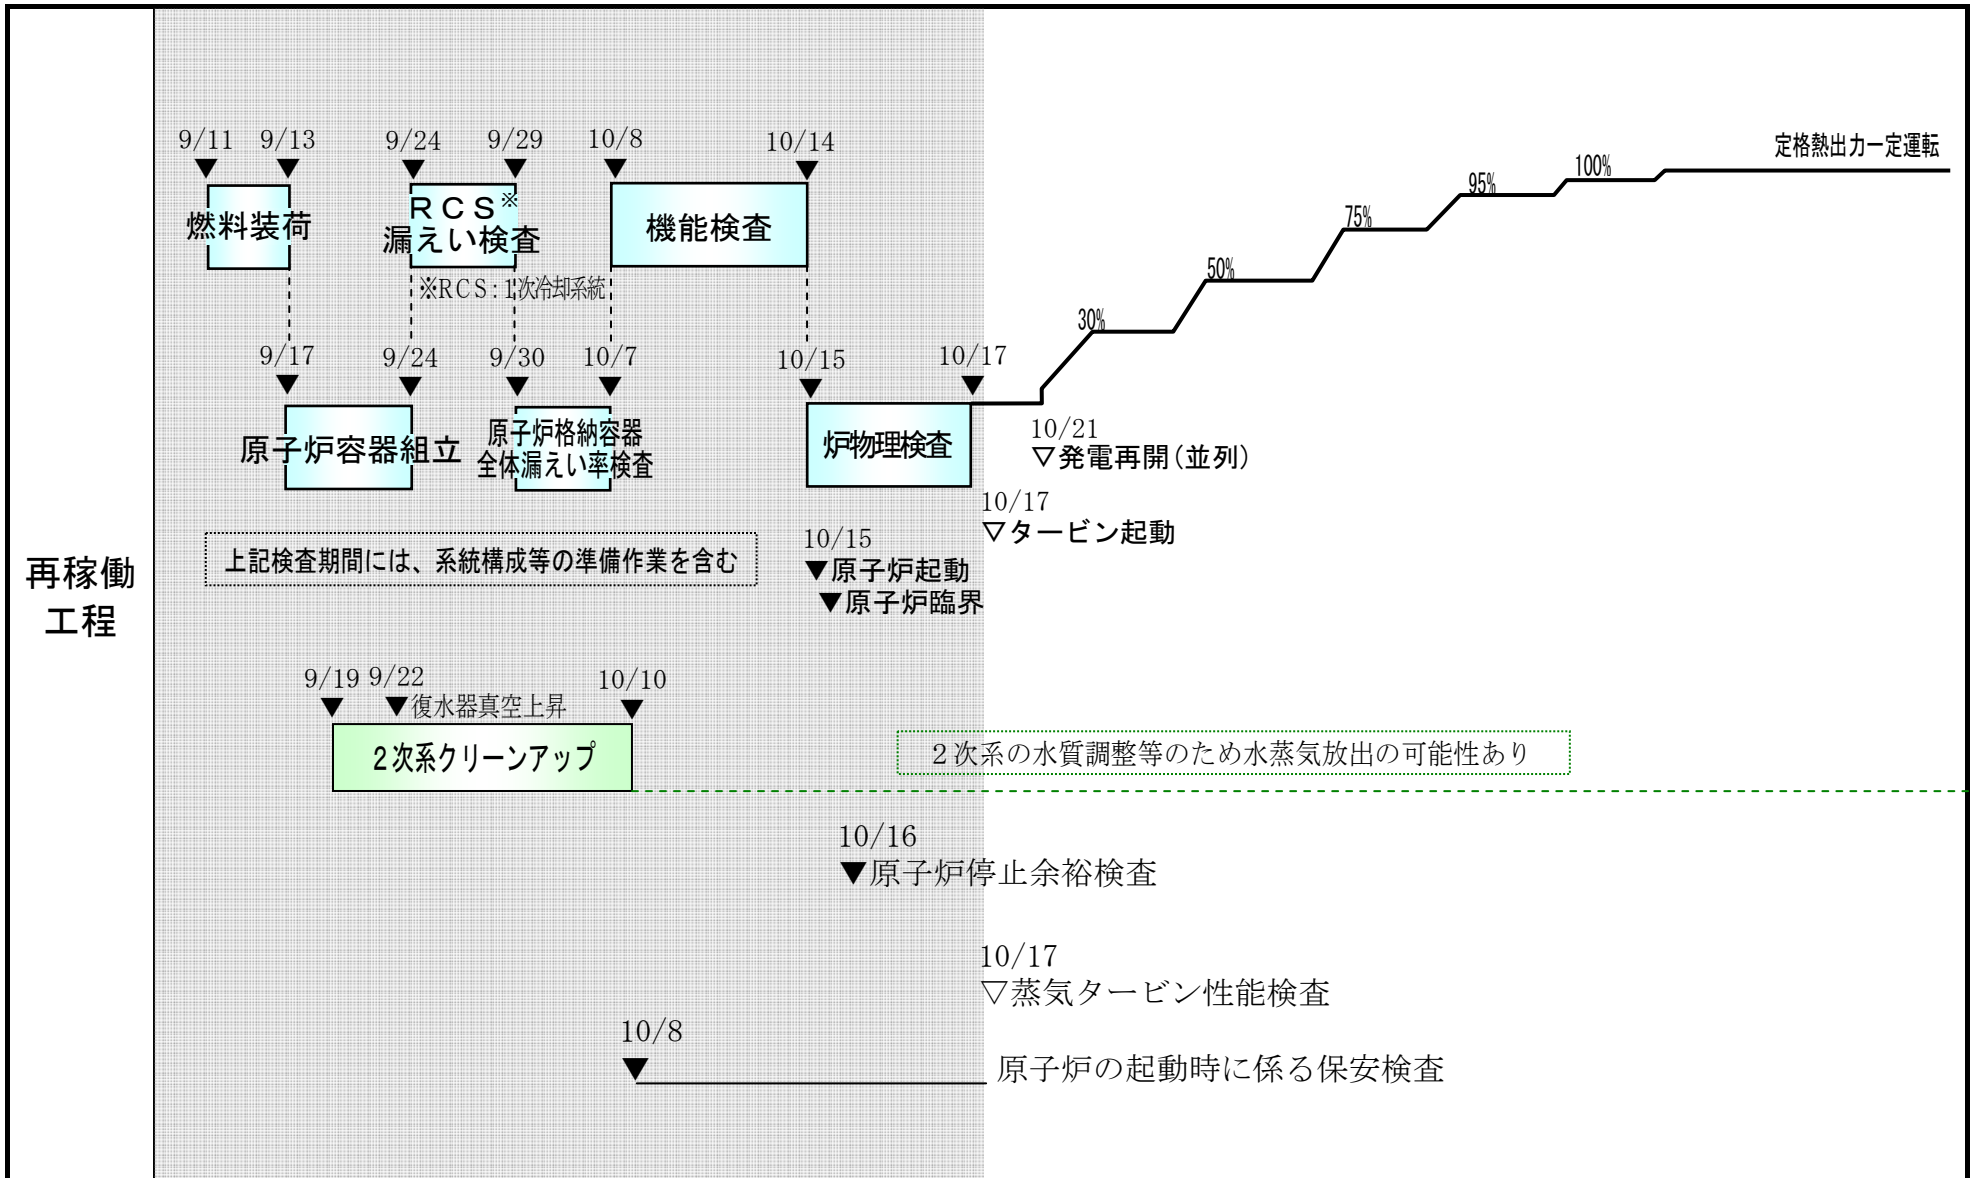 再稼働
工程
9/11 9/13 9/24 9/29 10/8 10/14
▼ ▼ ▼ ▼ ▼ ▼
燃料装荷
RCS※
漏えい検査
機能検査
※RCS:1次冷却系統
9/17 9/24 9/30 10/7 10/15 10/17
▼ ▼ ▼ ▼ ▼ ▼
原子炉容器組立
原子炉格納容器
全体漏えい率検査
炉物理検査
30%
50%
75%
95%
100%
定格熱出力一定運転
10/21
▽発電再開(並列)
10/17
▽タービン起動
上記検査期間には、系統構成等の準備作業を含む
10/15
▼原子炉起動
▼原子炉臨界
9/19 9/22 10/10
▼ ▼復水器真空上昇 ▼
2次系クリーンアップ
2次系の水質調整等のため水蒸気放出の可能性あり
10/16
▼原子炉停止余裕検査
10/17
▽蒸気タービン性能検査
10/8
▼ 原子炉の起動時に係る保安検査